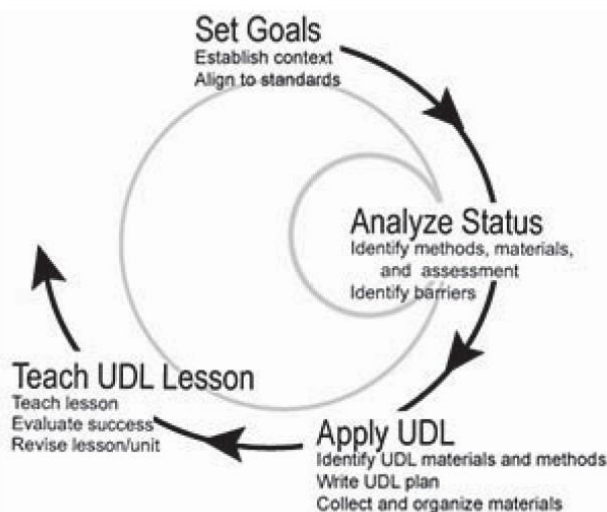 Set Goals
Establish context
Align to standards
Analyze Status
Identify methods, materials,
and assessment
Identify barriers
Apply UDL
Identify UDL materials and methods
Write UDL plan
Collect and organize materials
Teach UDL Lesson
Teach lesson
Evaluate success
Revise lesson/unit